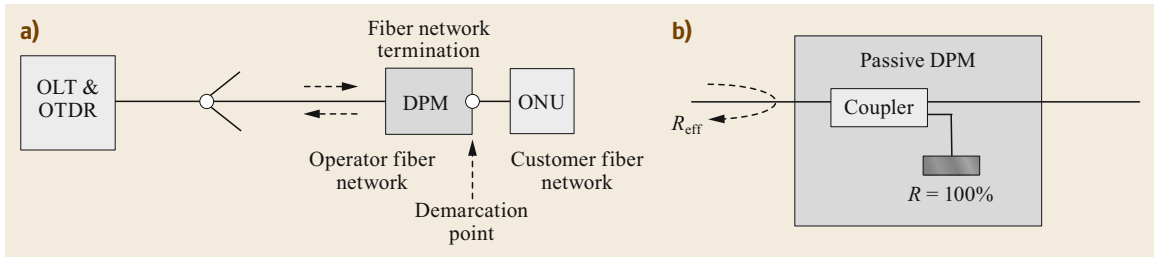 a)
Fiber network
termination
OLT &
OTDR
DPM
ONU
Operator fiber
network
Customer fiber
network
Demarcation
point
b)
Passive DPM
Coupler
R_eff
R = 100%